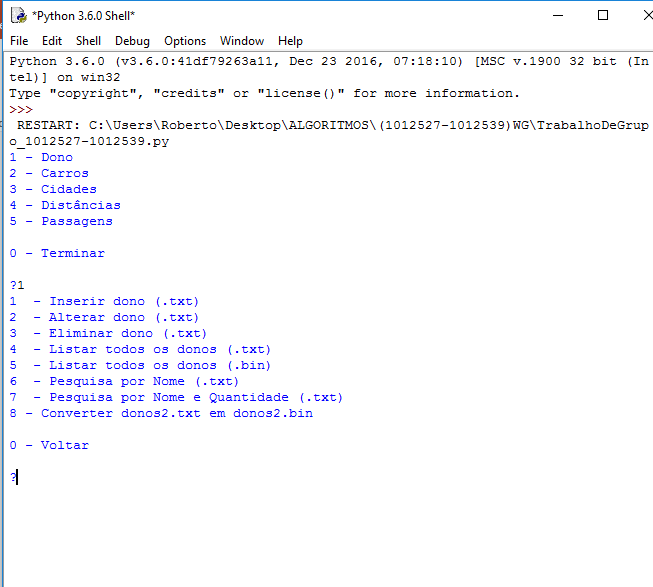 *Python 3.6.0 Shell*
File Edit Shell Debug Options Window Help
Python 3.6.0 (v3.6.0:41df79263a11, Dec 23 2016, 07:18:10) [MSC v.1900 32 bit (In
tel)] on win32
Type "copyright", "credits" or "license()" for more information.
>>>
 RESTART: C:\Users\Roberto\Desktop\ALGORITMOS\(1012527-1012539)WG\TrabalhoDeGrup
o_1012527-1012539.py
1 - Dono
2 - Carros
3 - Cidades
4 - Distâncias
5 - Passagens
0 - Terminar
?1
1  - Inserir dono (.txt)
2  - Alterar dono (.txt)
3  - Eliminar dono (.txt)
4  - Listar todos os donos (.txt)
5  - Listar todos os donos (.bin)
6  - Pesquisa por Nome (.txt)
7  - Pesquisa por Nome e Quantidade (.txt)
8 - Converter donos2.txt em donos2.bin
0 - Voltar
?